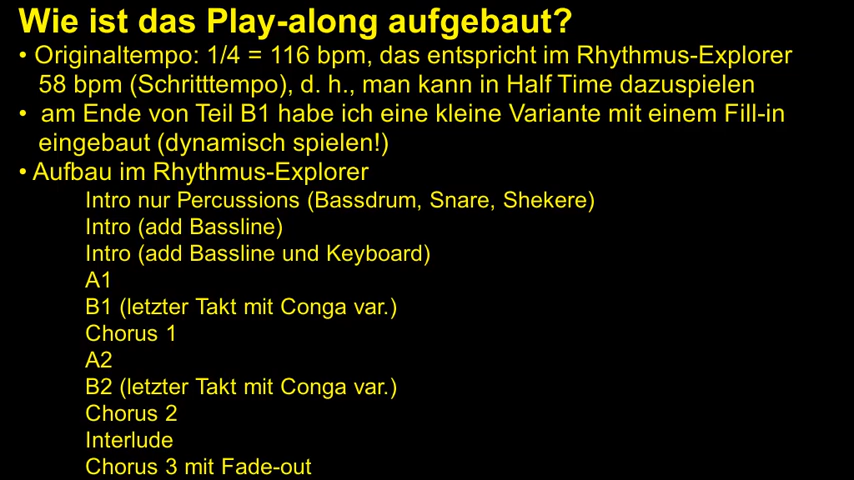 Wie ist das Play-along aufgebaut?
• Originaltempo: 1/4 = 116 bpm, das entspricht im Rhythmus-Explorer
58 bpm (Schritttempo), d. h., man kann in Half Time dazuspielen
• am Ende von Teil B1 habe ich eine kleine Variante mit einem Fill-in
eingebaut (dynamisch spielen!)
• Aufbau im Rhythmus-Explorer
Intro nur Percussions (Bassdrum, Snare, Shekere)
Intro (add Bassline)
Intro (add Bassline und Keyboard)
A1
B1 (letzter Takt mit Conga var.)
Chorus 1
A2
B2 (letzter Takt mit Conga var.)
Chorus 2
Interlude
Chorus 3 mit Fade-out